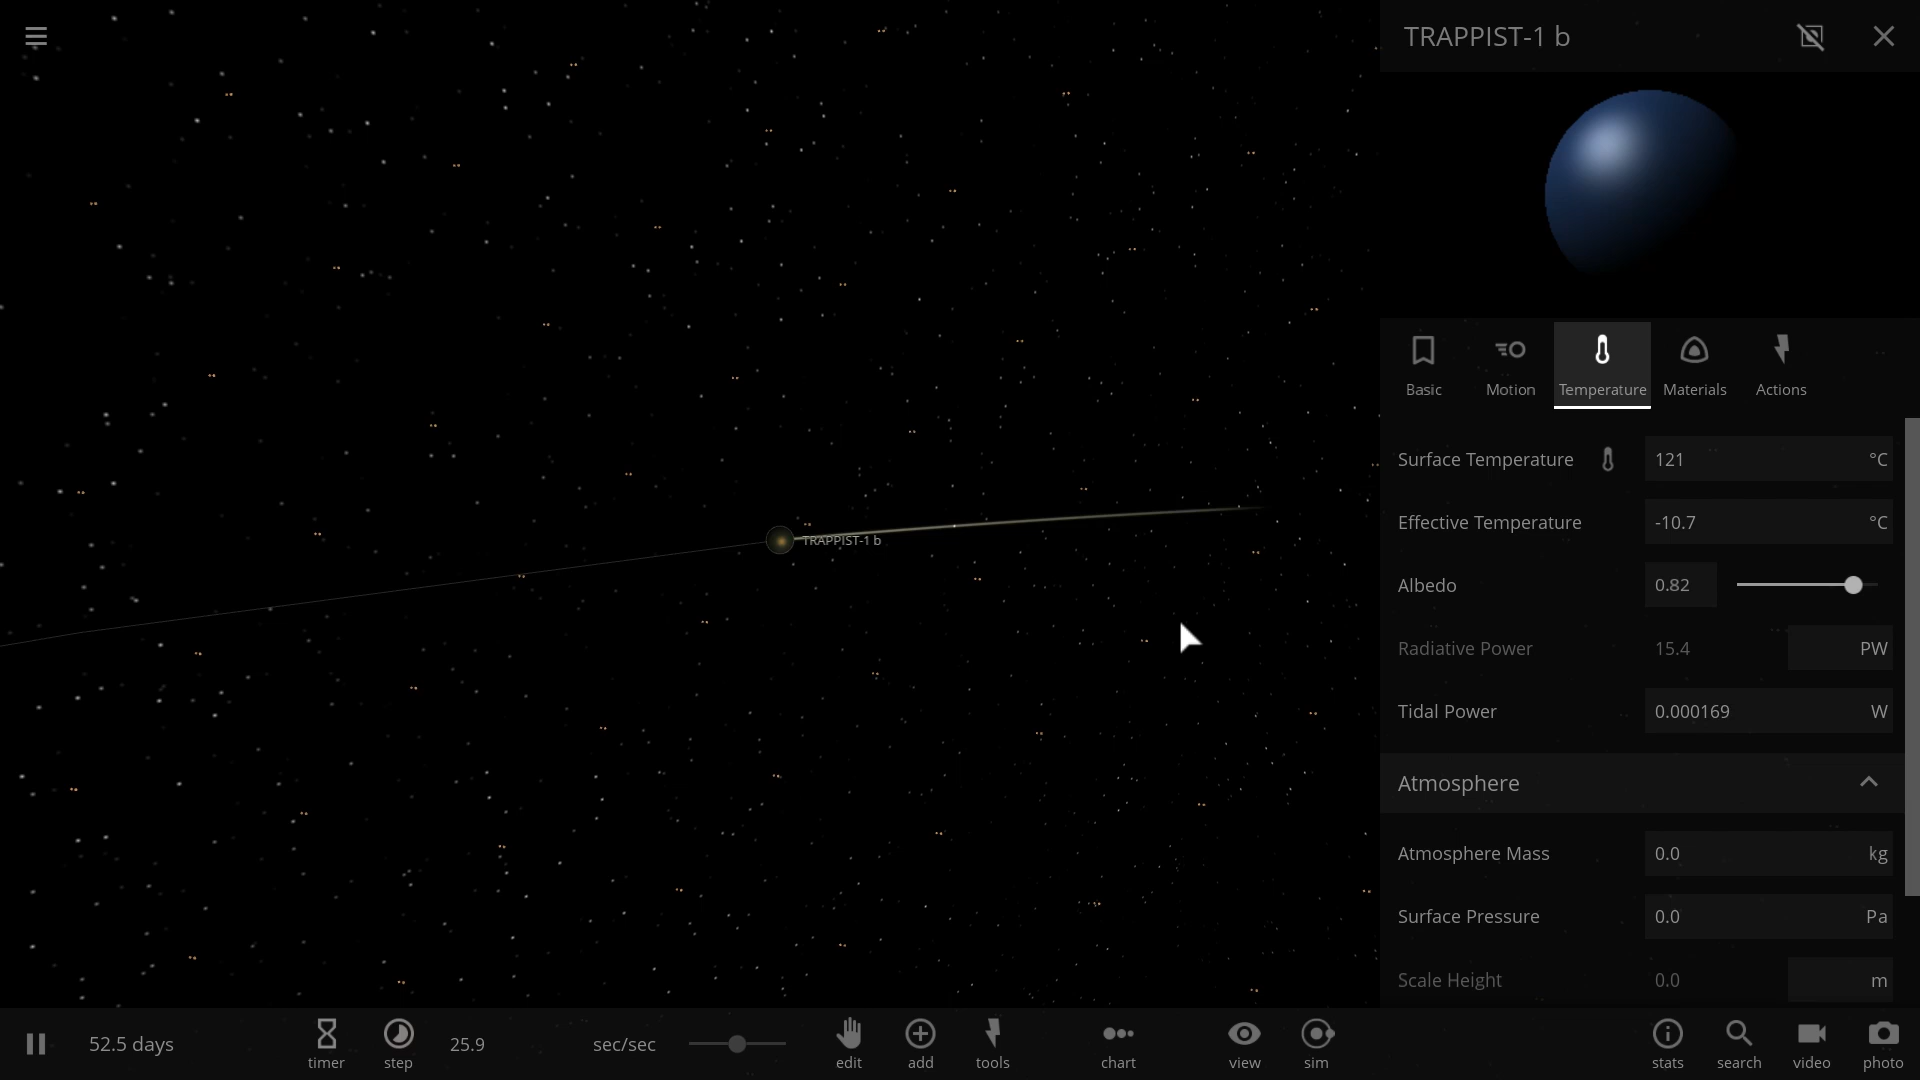 TRAPPIST-1 b
Basic
Motion
Temperature
Materials
Actions
Surface Temperature 121 °C
Effective Temperature -10.7 °C
Albedo 0.82
Radiative Power 15.4 PW
Tidal Power 0.000169 W
TRAPPIST-1 b
Atmosphere
Atmosphere Mass 0.0 kg
Surface Pressure 0.0 Pa
Scale Height 0.0 m
52.5 days
timer
step
25.9 sec/sec
edit
add
tools
chart
view
sim
stats
search
video
photo